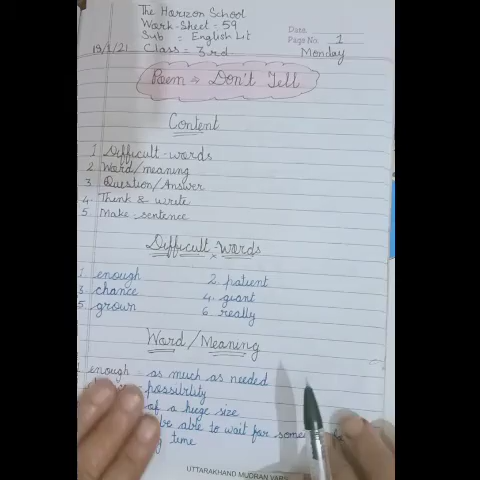 The Horizon School
Work-Sheet = 59
Sub = English Lit
Date.
Page No. 1
19/1/21 Class = 3rd Monday
Poem ⇒ Don't Tell
Content
1 Difficult-words
2 Word/meaning
3 Question/Answer
4. Think & write
5. Make sentence
Difficult Words
1. enough 2. patient
3 chance 4. giant
5. grown 6. really
Word/Meaning
enough = as much as needed
possibility
of a huge size
be able to wait for some
time
UTTARAKHAND MUDRAN